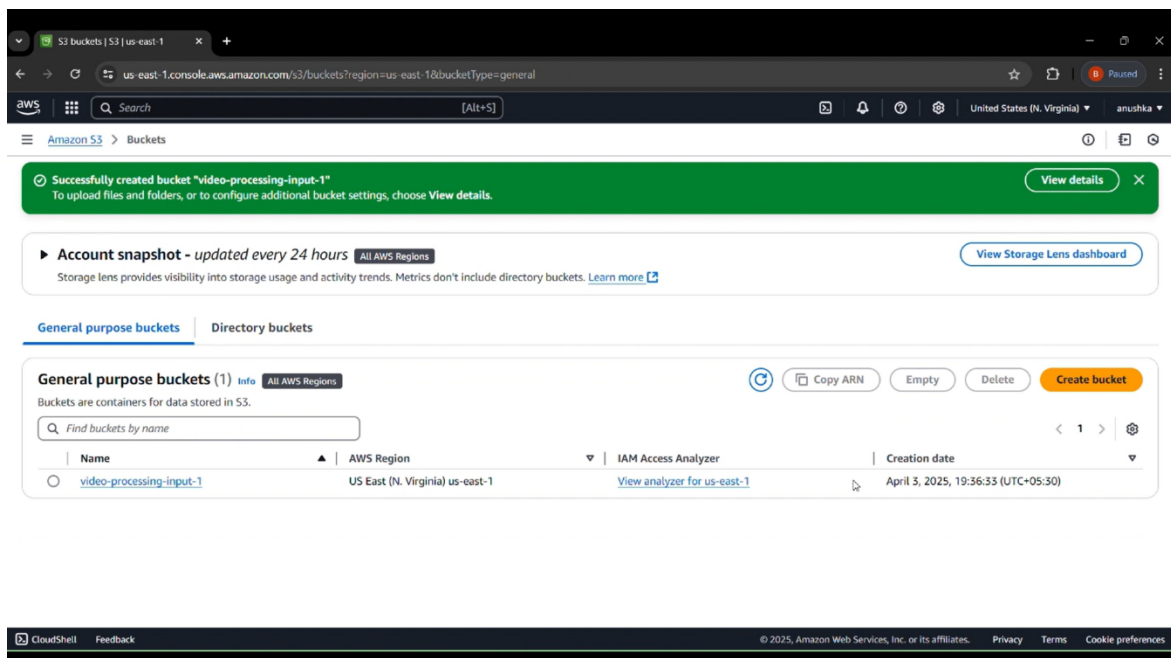 S3 buckets | S3 | us-east-1
us-east-1.console.aws.amazon.com/s3/buckets?region=us-east-1&bucketType=general
B Paused
aws
Search [Alt+S]
United States (N. Virginia) ▼ anushka ▼
Amazon S3 > Buckets
Successfully created bucket "video-processing-input-1"
To upload files and folders, or to configure additional bucket settings, choose View details.
View details
Account snapshot - updated every 24 hours All AWS Regions
View Storage Lens dashboard
Storage lens provides visibility into storage usage and activity trends. Metrics don't include directory buckets. Learn more
General purpose buckets Directory buckets
General purpose buckets (1) Info All AWS Regions
Copy ARN Empty Delete Create bucket
Buckets are containers for data stored in S3.
Find buckets by name
< 1 >
Name AWS Region IAM Access Analyzer Creation date
video-processing-input-1 US East (N. Virginia) us-east-1 View analyzer for us-east-1 April 3, 2025, 19:36:33 (UTC+05:30)
CloudShell Feedback © 2025, Amazon Web Services, Inc. or its affiliates. Privacy Terms Cookie preferences